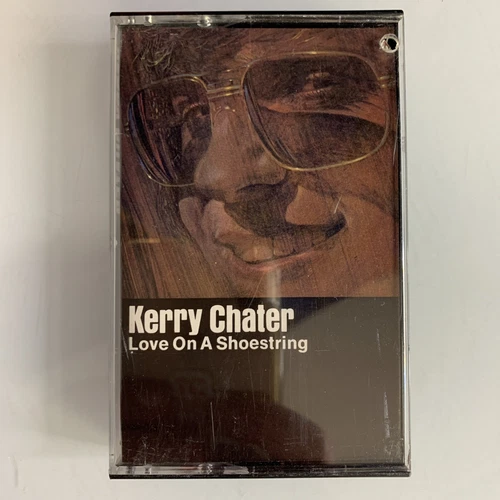 Kerry Chater
Love On A Shoestring